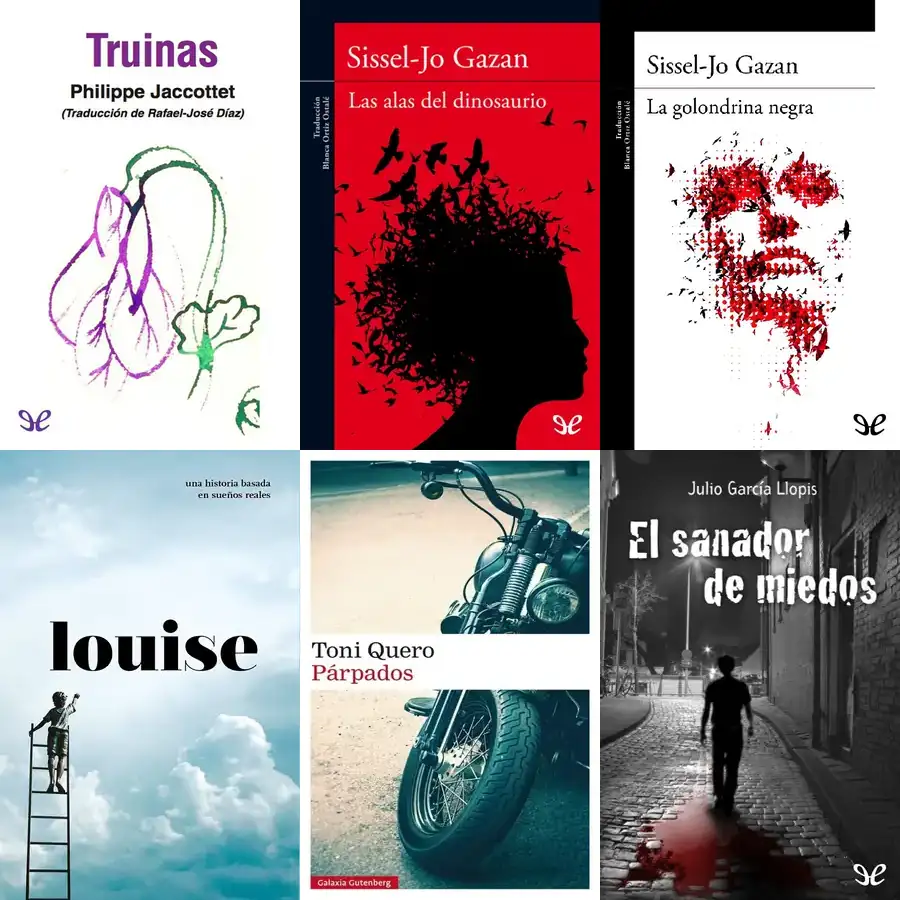 Truinas
Philippe Jaccottet
(Traducción de Rafael-José Díaz)
Sissel-Jo Gazan
Las alas del dinosaurio
Traducción
Blanca Ortiz Ostalé
Sissel-Jo Gazan
La golondrina negra
Traducción
Blanca Ortiz Ostalé
una historia basada
en sueños reales
louise
Toni Quero
Párpados
Galaxia Gutenberg
Julio García Llopis
El sanador
de miedos